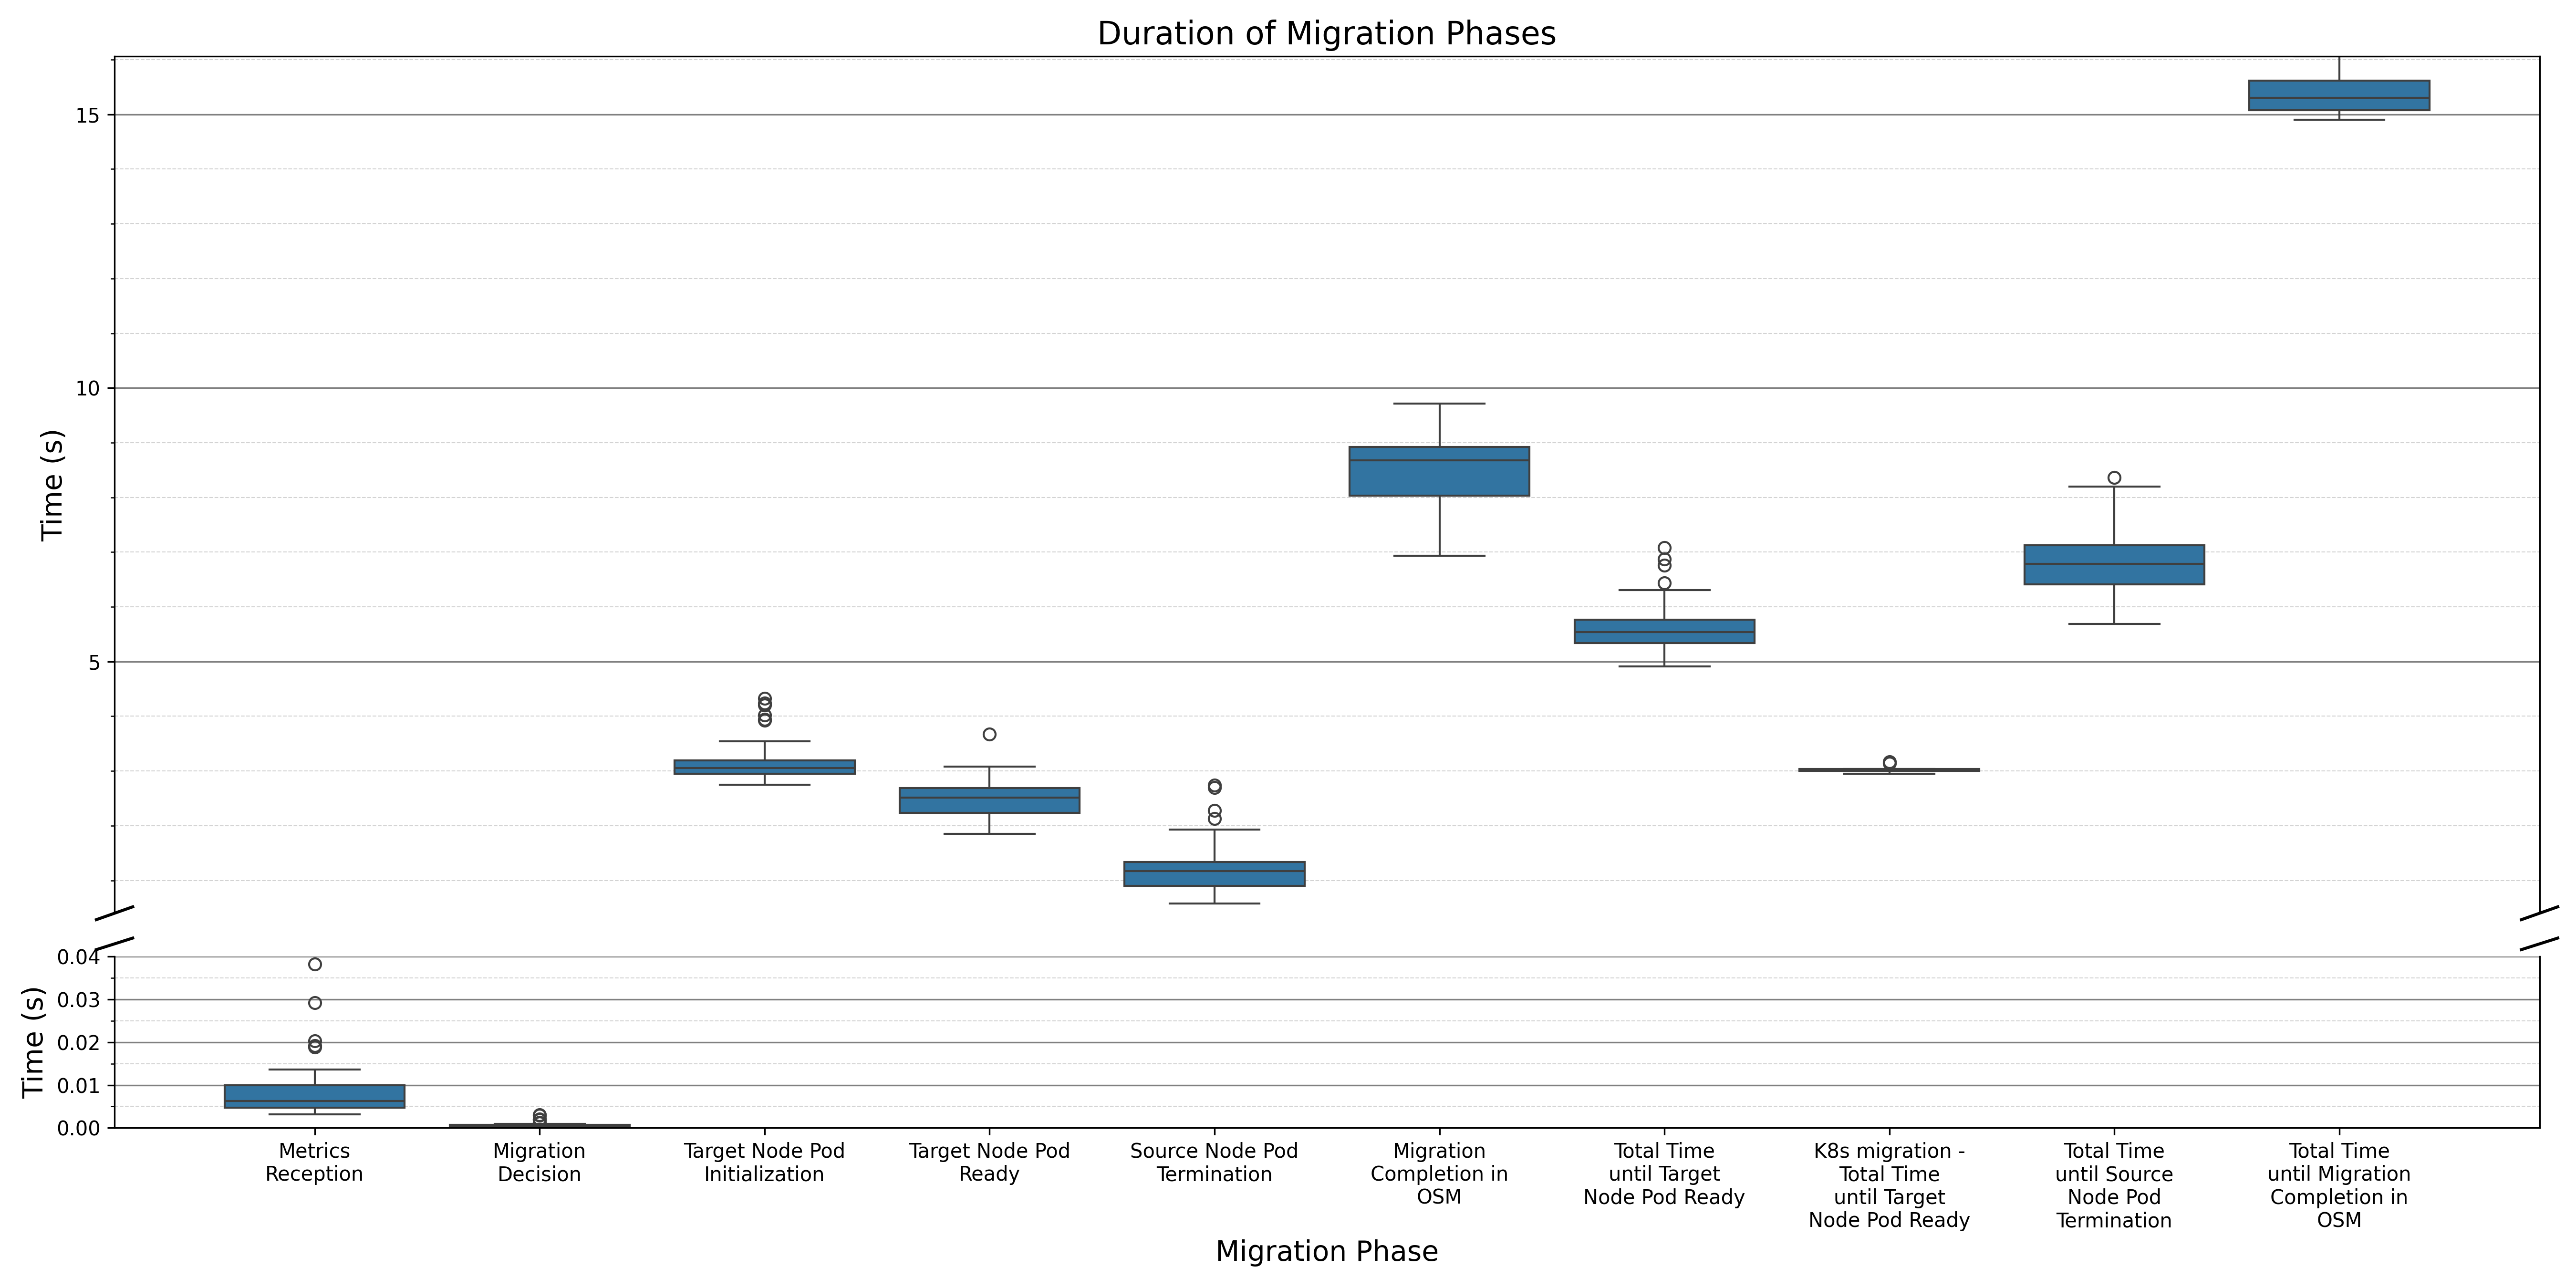 Duration of Migration Phases
Time (s)
15
10
5
Time (s)
0.04
0.03
0.02
0.01
0.00
Metrics
Reception
Migration
Decision
Target Node Pod
Initialization
Target Node Pod
Ready
Source Node Pod
Termination
Migration
Completion in
OSM
Total Time
until Target
Node Pod Ready
K8s migration -
Total Time
until Target
Node Pod Ready
Total Time
until Source
Node Pod
Termination
Total Time
until Migration
Completion in
OSM
Migration Phase